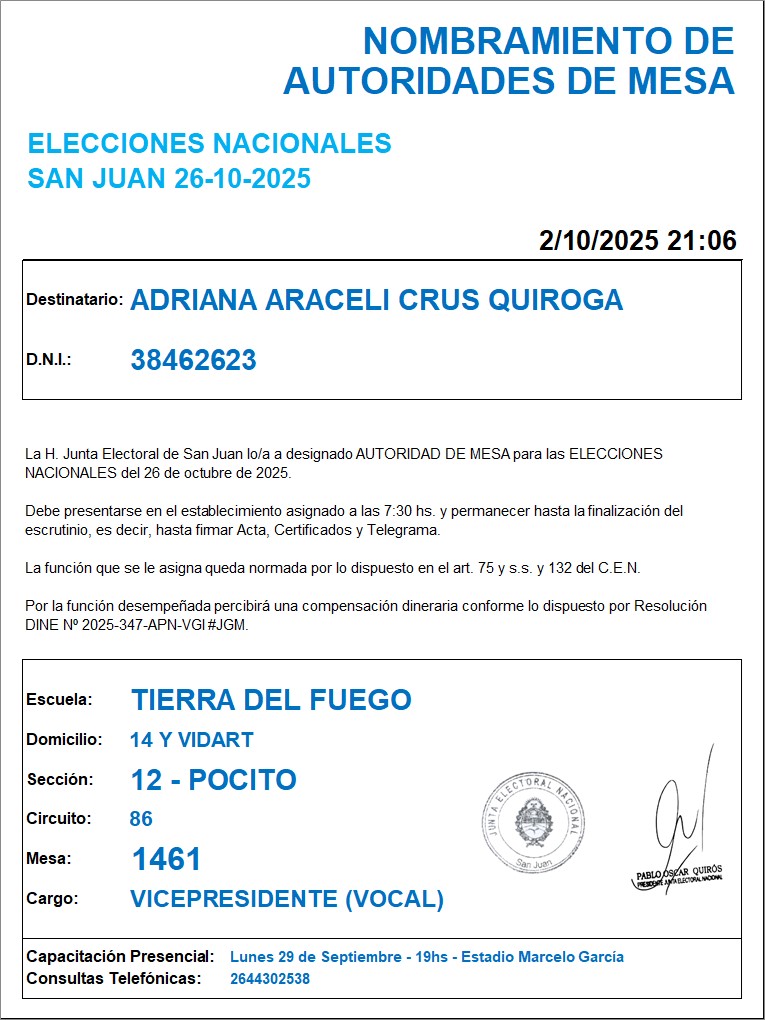 NOMBRAMIENTO DE
AUTORIDADES DE MESA
ELECCIONES NACIONALES
SAN JUAN 26-10-2025
2/10/2025 21:06
Destinatario: ADRIANA ARACELI CRUS QUIROGA
D.N.I.: 38462623
La H. Junta Electoral de San Juan lo/a a designado AUTORIDAD DE MESA para las ELECCIONES
NACIONALES del 26 de octubre de 2025.
Debe presentarse en el establecimiento asignado a las 7:30 hs. y permanecer hasta la finalización del
escrutinio, es decir, hasta firmar Acta, Certificados y Telegrama.
La función que se le asigna queda normada por lo dispuesto en el art. 75 y s.s. y 132 del C.E.N.
Por la función desempeñada percibirá una compensación dineraria conforme lo dispuesto por Resolución
DINE Nº 2025-347-APN-VGI#JGM.
Escuela: TIERRA DEL FUEGO
Domicilio: 14 Y VIDART
Sección: 12 - POCITO
Circuito: 86
Mesa: 1461
Cargo: VICEPRESIDENTE (VOCAL)
JUNTA ELECTORAL NACIONAL
San Juan
PABLO OSCAR QUIRÓS
PRESIDENTE JUNTA ELECTORAL NACIONAL
Capacitación Presencial: Lunes 29 de Septiembre - 19hs - Estadio Marcelo García
Consultas Telefónicas: 2644302538